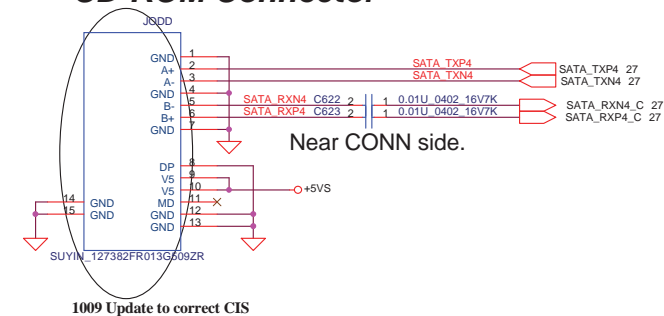 CD-ROM Connector
JODD
GND 1
A+ 2
A- 3
GND 4
B- 5
B+ 6
GND 7
DP 8
V5 9
V5 10
MD 11
GND 12
GND 13
14 GND
15 GND
SATA_TXP4 SATA_TXP4 27
SATA_TXN4 SATA_TXN4 27
SATA_RXN4 C622 2 1 0.01U_0402_16V7K SATA_RXN4_C 27
SATA_RXP4 C623 2 1 0.01U_0402_16V7K SATA_RXP4_C 27
Near CONN side.
+5VS
SUYIN_127382FR013G509ZR
1009 Update to correct CIS